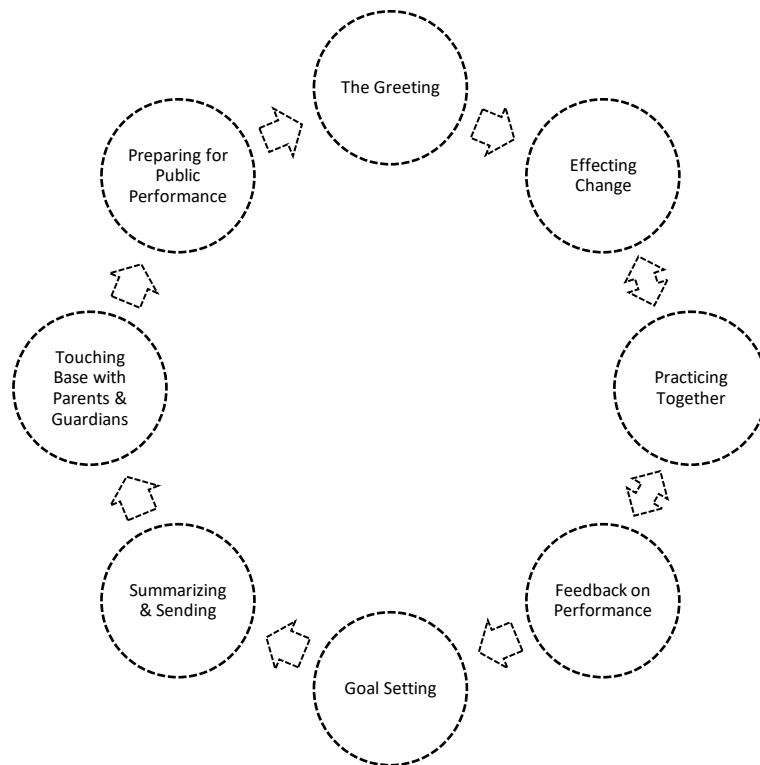 The Greeting
Effecting
Change
Practicing
Together
Feedback on
Performance
Goal Setting
Summarizing
& Sending
Touching
Base with
Parents &
Guardians
Preparing for
Public
Performance